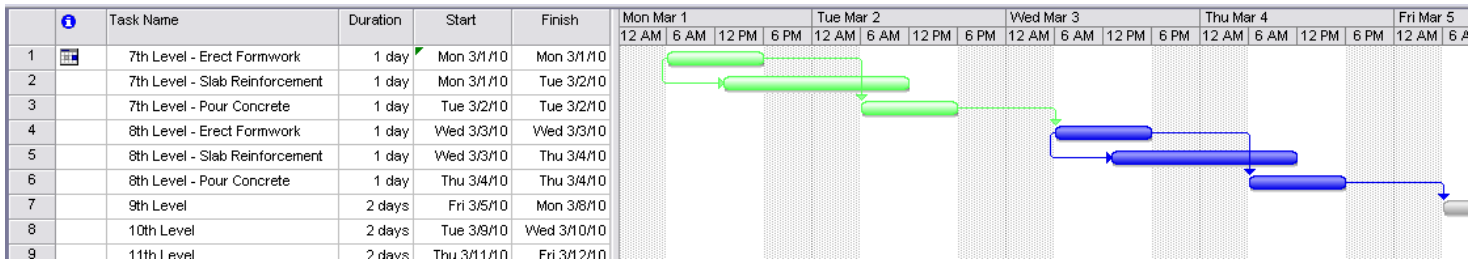 Task Name Duration Start Finish Mon Mar 1 Tue Mar 2 Wed Mar 3 Thu Mar 4 Fri Mar 5
12 AM 6 AM 12 PM 6 PM 12 AM 6 AM 12 PM 6 PM 12 AM 6 AM 12 PM 6 PM 12 AM 6 AM 12 PM 6 PM 12 AM 6 A
1 7th Level - Erect Formwork 1 day Mon 3/1/10 Mon 3/1/10
2 7th Level - Slab Reinforcement 1 day Mon 3/1/10 Tue 3/2/10
3 7th Level - Pour Concrete 1 day Tue 3/2/10 Tue 3/2/10
4 8th Level - Erect Formwork 1 day Wed 3/3/10 Wed 3/3/10
5 8th Level - Slab Reinforcement 1 day Wed 3/3/10 Thu 3/4/10
6 8th Level - Pour Concrete 1 day Thu 3/4/10 Thu 3/4/10
7 9th Level 2 days Fri 3/5/10 Mon 3/8/10
8 10th Level 2 days Tue 3/9/10 Wed 3/10/10
9 11th Level 2 days Thu 3/11/10 Fri 3/12/10